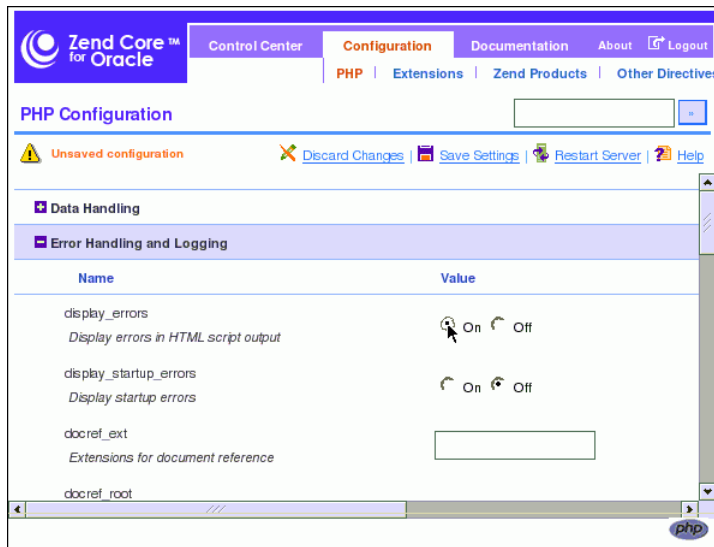 Zend Core ™
for Oracle
Control Center
Configuration
Documentation
About
Logout
PHP | Extensions | Zend Products | Other Directives
PHP Configuration
»
Unsaved configuration
Discard Changes | Save Settings | Restart Server | Help
Data Handling
Error Handling and Logging
Name Value
display_errors
On Off
Display errors in HTML script output
display_startup_errors
On Off
Display startup errors
docref_ext
Extensions for document reference
docref_root
php